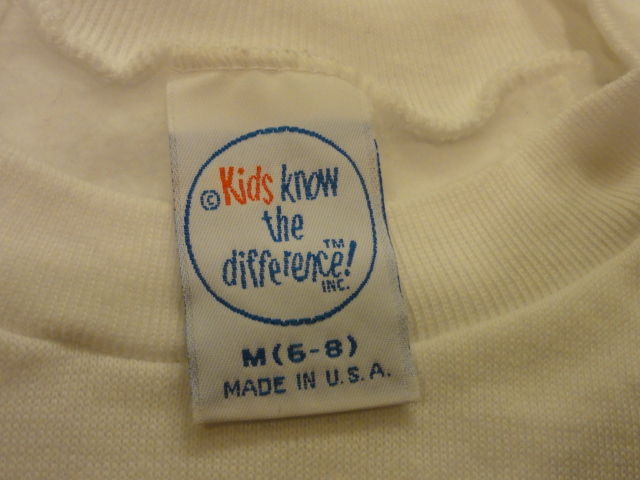 © Kids know
the
difference!™
INC.
M(6-8)
MADE IN U.S.A.